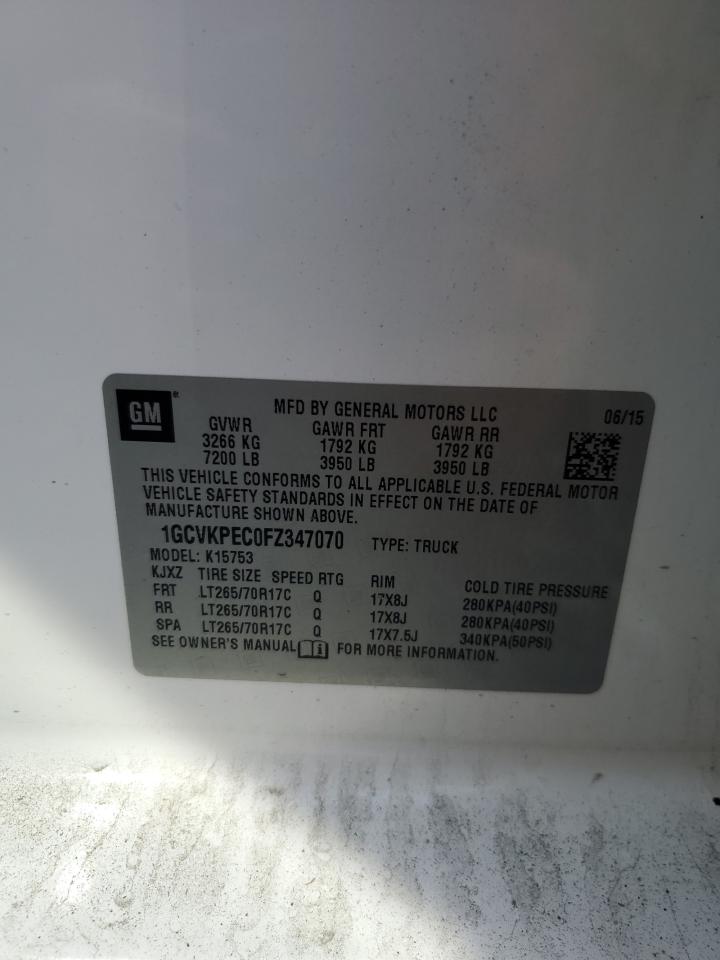 GM
MFD BY GENERAL MOTORS LLC 06/15
GVWR GAWR FRT GAWR RR
3266 KG 1792 KG 1792 KG
7200 LB 3950 LB 3950 LB
THIS VEHICLE CONFORMS TO ALL APPLICABLE U.S. FEDERAL MOTOR
VEHICLE SAFETY STANDARDS IN EFFECT ON THE DATE OF
MANUFACTURE SHOWN ABOVE.
1GCVKPEC0FZ347070 TYPE: TRUCK
MODEL: K15753
KJXZ TIRE SIZE SPEED RTG RIM COLD TIRE PRESSURE
FRT LT265/70R17C Q 17X8J 280KPA(40PSI)
RR LT265/70R17C Q 17X8J 280KPA(40PSI)
SPA LT265/70R17C Q 17X7.5J 340KPA(50PSI)
SEE OWNER'S MANUAL FOR MORE INFORMATION.